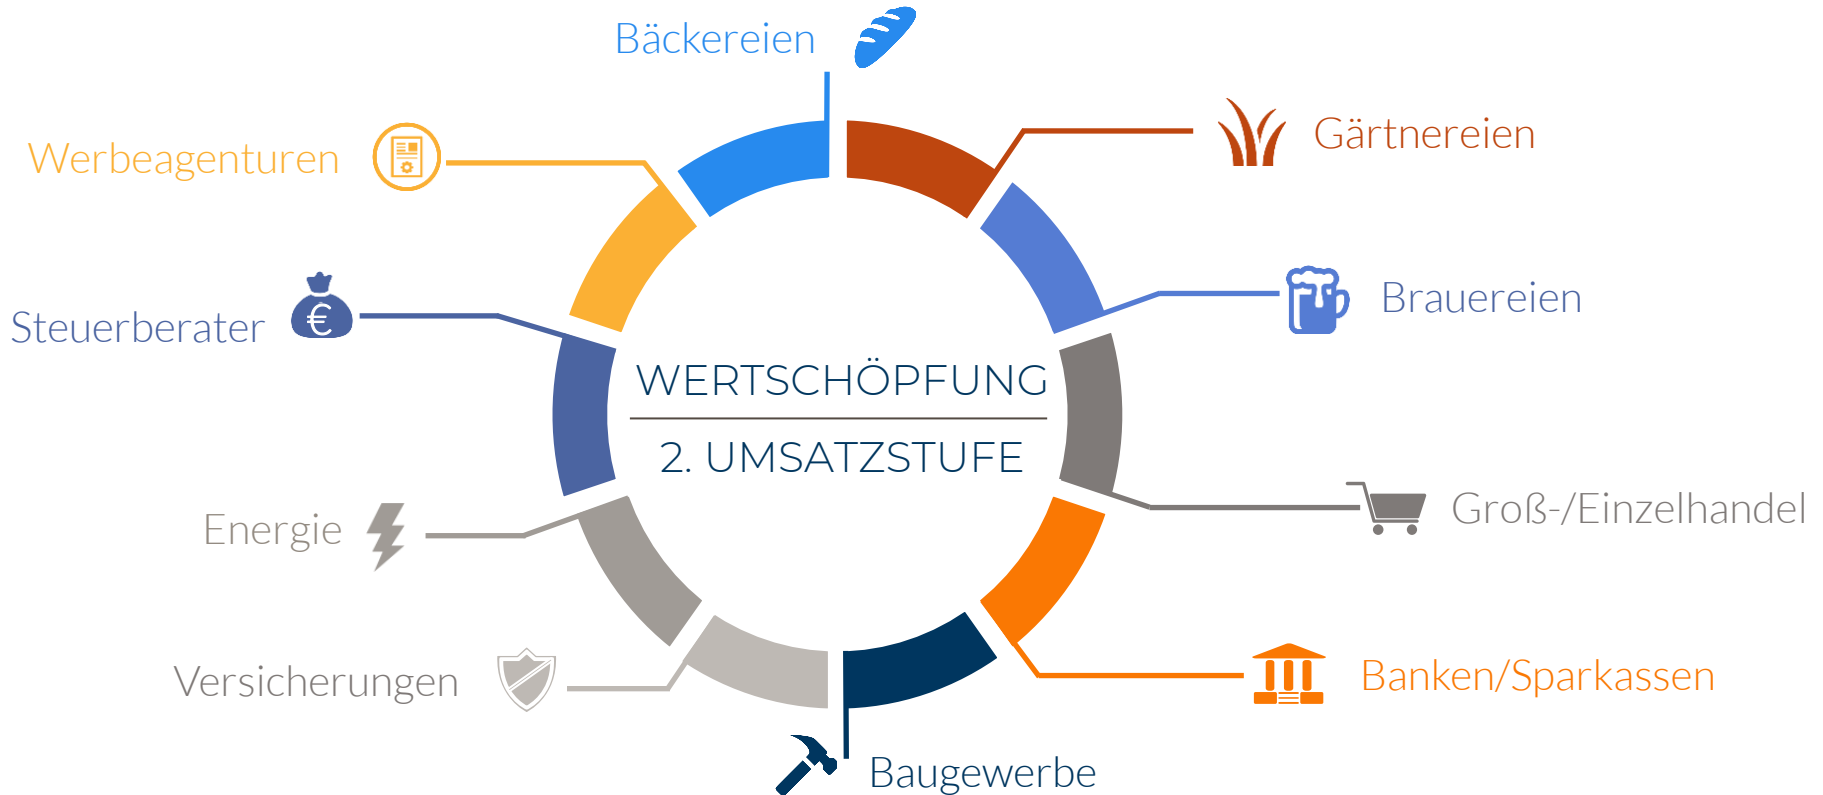 Bäckereien
Gärtnereien
Werbeagenturen
Brauereien
Steuerberater
€
WERTSCHÖPFUNG
2. UMSATZSTUFE
Groß-/Einzelhandel
Energie
Banken/Sparkassen
Versicherungen
Baugewerbe